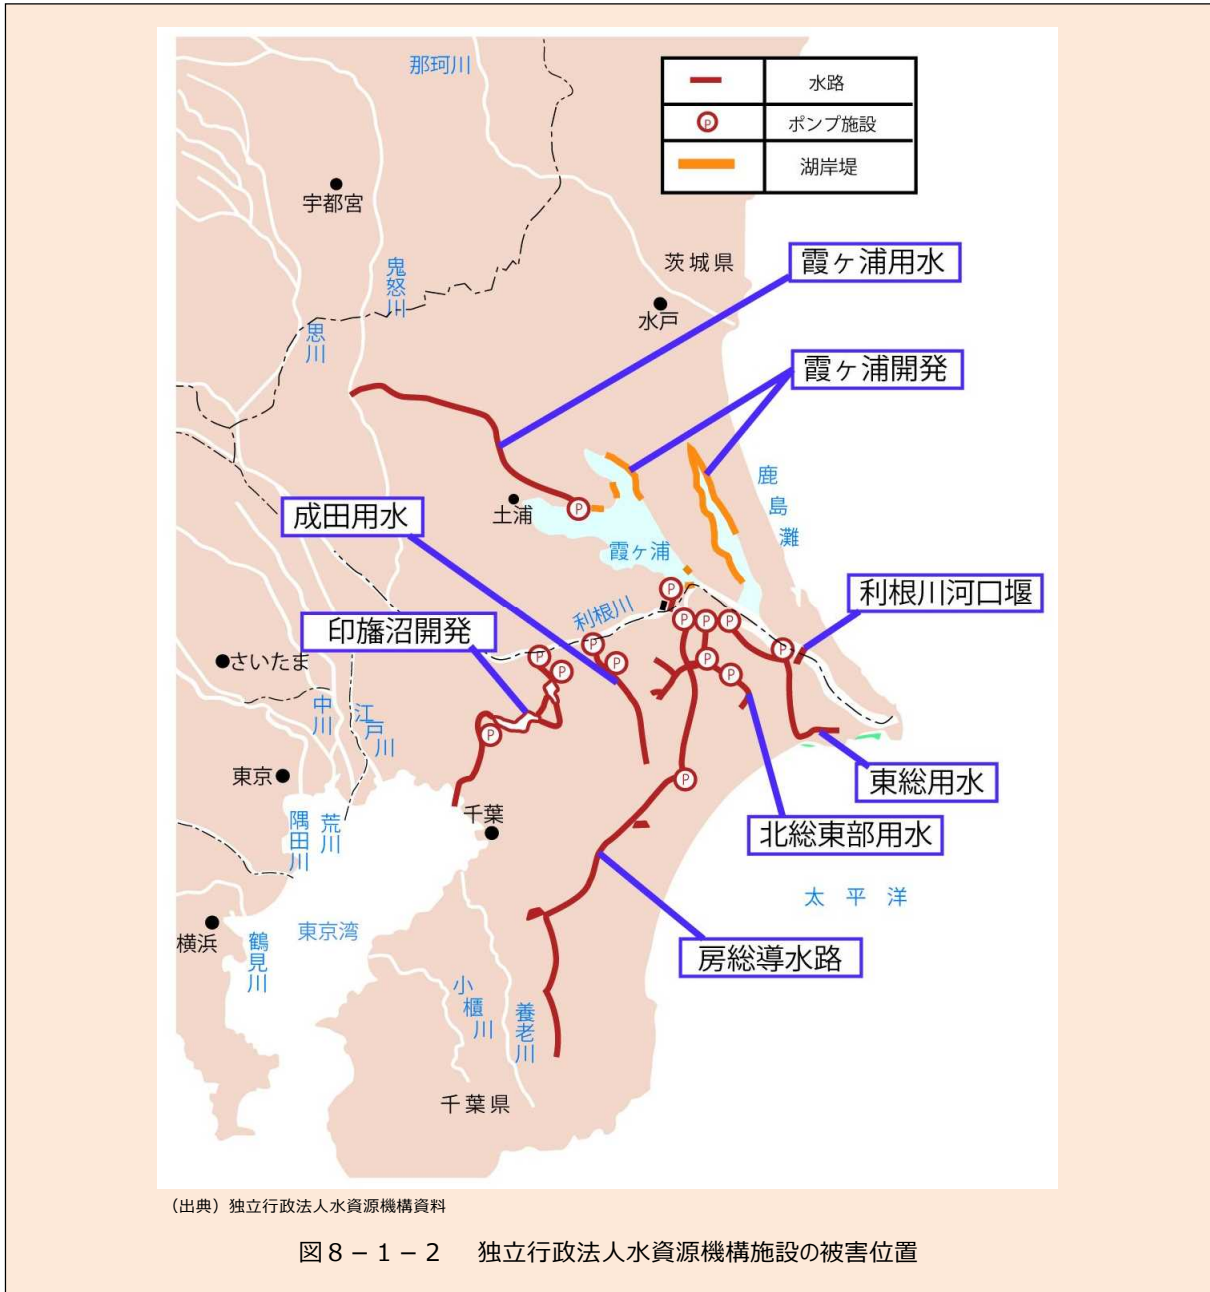 那珂川
水路
Ⓟ ポンプ施設
湖岸堤
宇都宮
茨城県
霞ヶ浦用水
鬼怒川
水戸
思川
霞ヶ浦開発
鹿島灘
成田用水
土浦
P
霞ヶ浦
利根川河口堰
P
利根川
印旛沼開発
P
P
P
P
P
P
さいたま
P
P
P
P
P
中川
江戸川
P
東総用水
東京
P
千葉
隅田川
荒川
北総東部用水
太平洋
横浜
東京湾
鶴見川
房総導水路
小櫃川
養老川
千葉県
（出典）独立行政法人水資源機構資料
図８－１－２ 独立行政法人水資源機構施設の被害位置